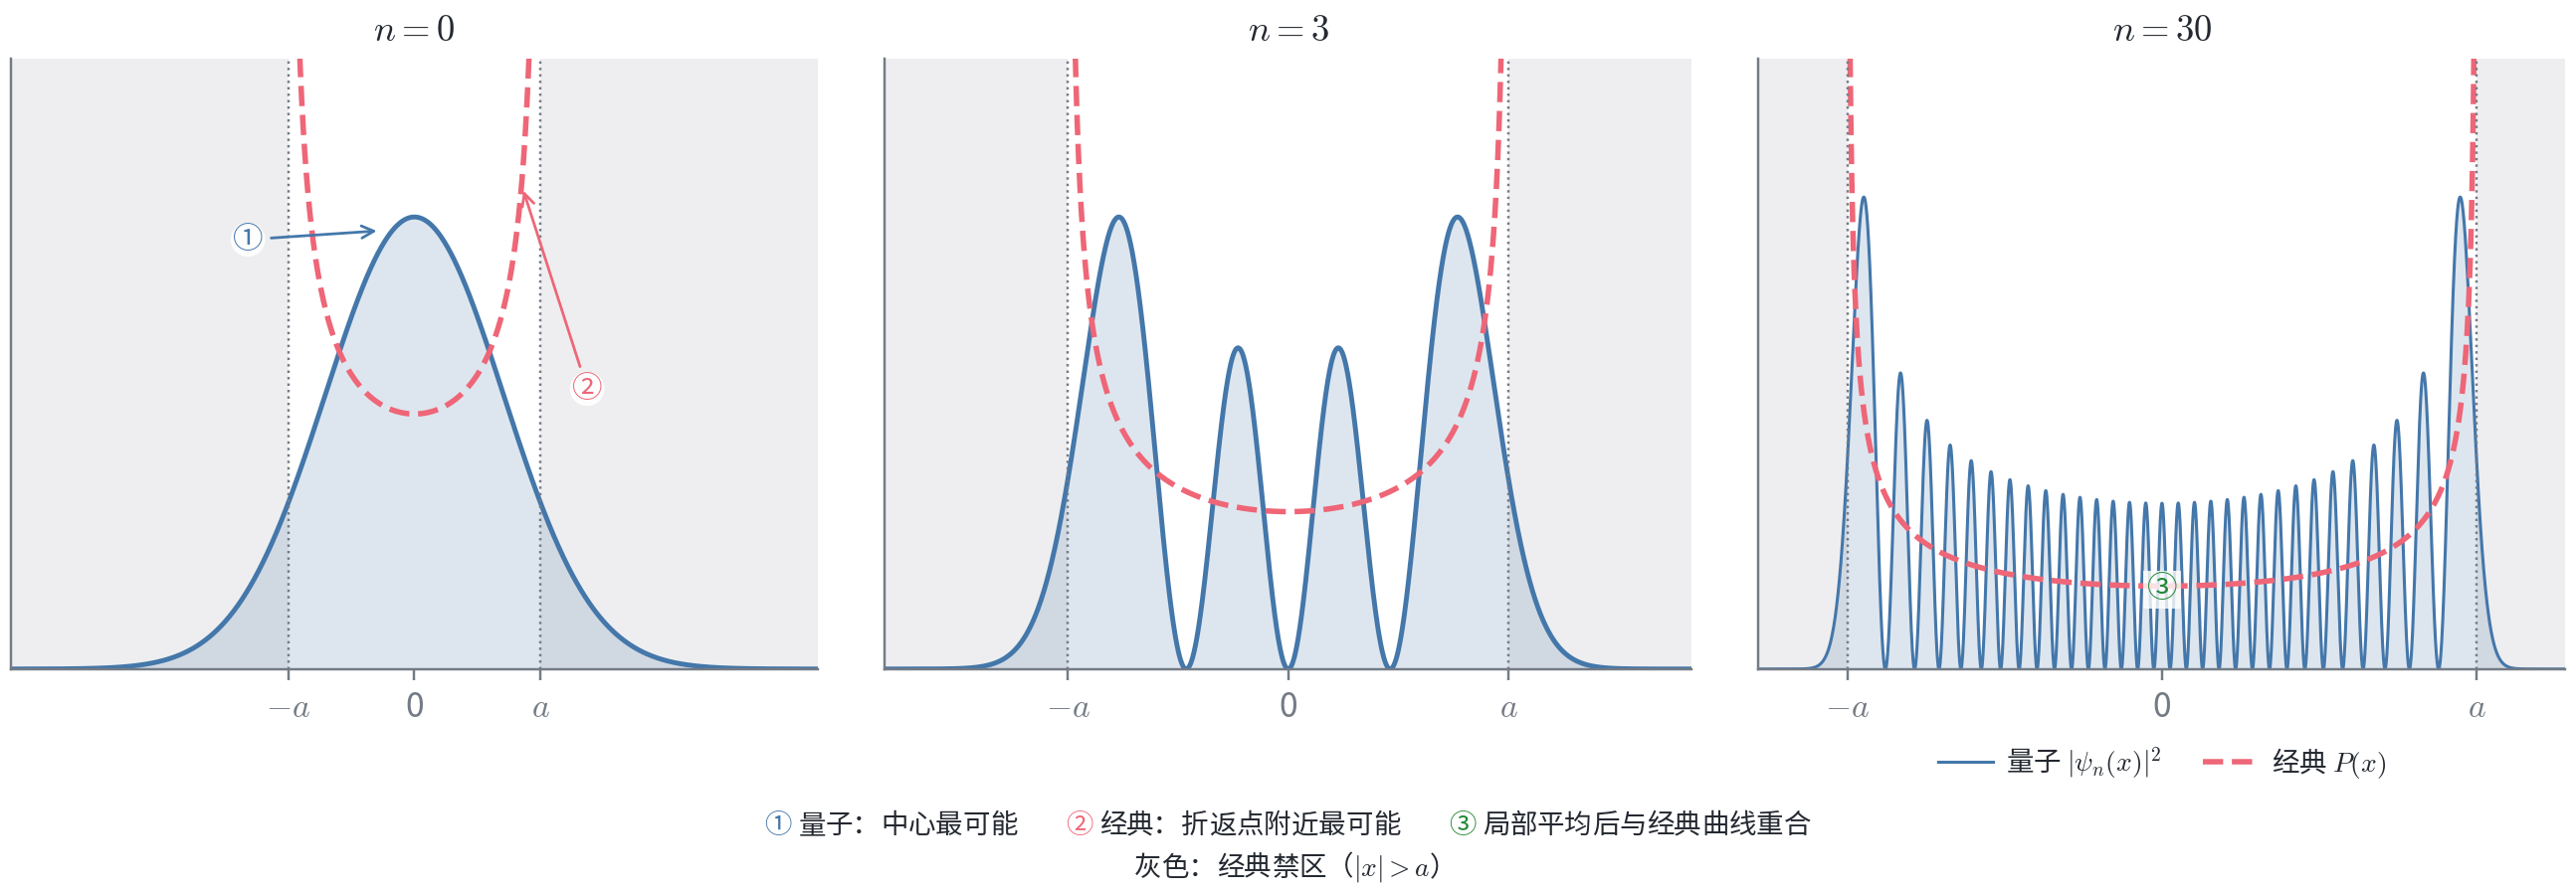 n = 0
n = 3
n = 30
①
②
③
−a 0 a
−a 0 a
−a 0 a
量子 |ψₙ(x)|² 经典 P(x)
① 量子：中心最可能 ② 经典：折返点附近最可能 ③ 局部平均后与经典曲线重合
灰色：经典禁区（|x| > a）